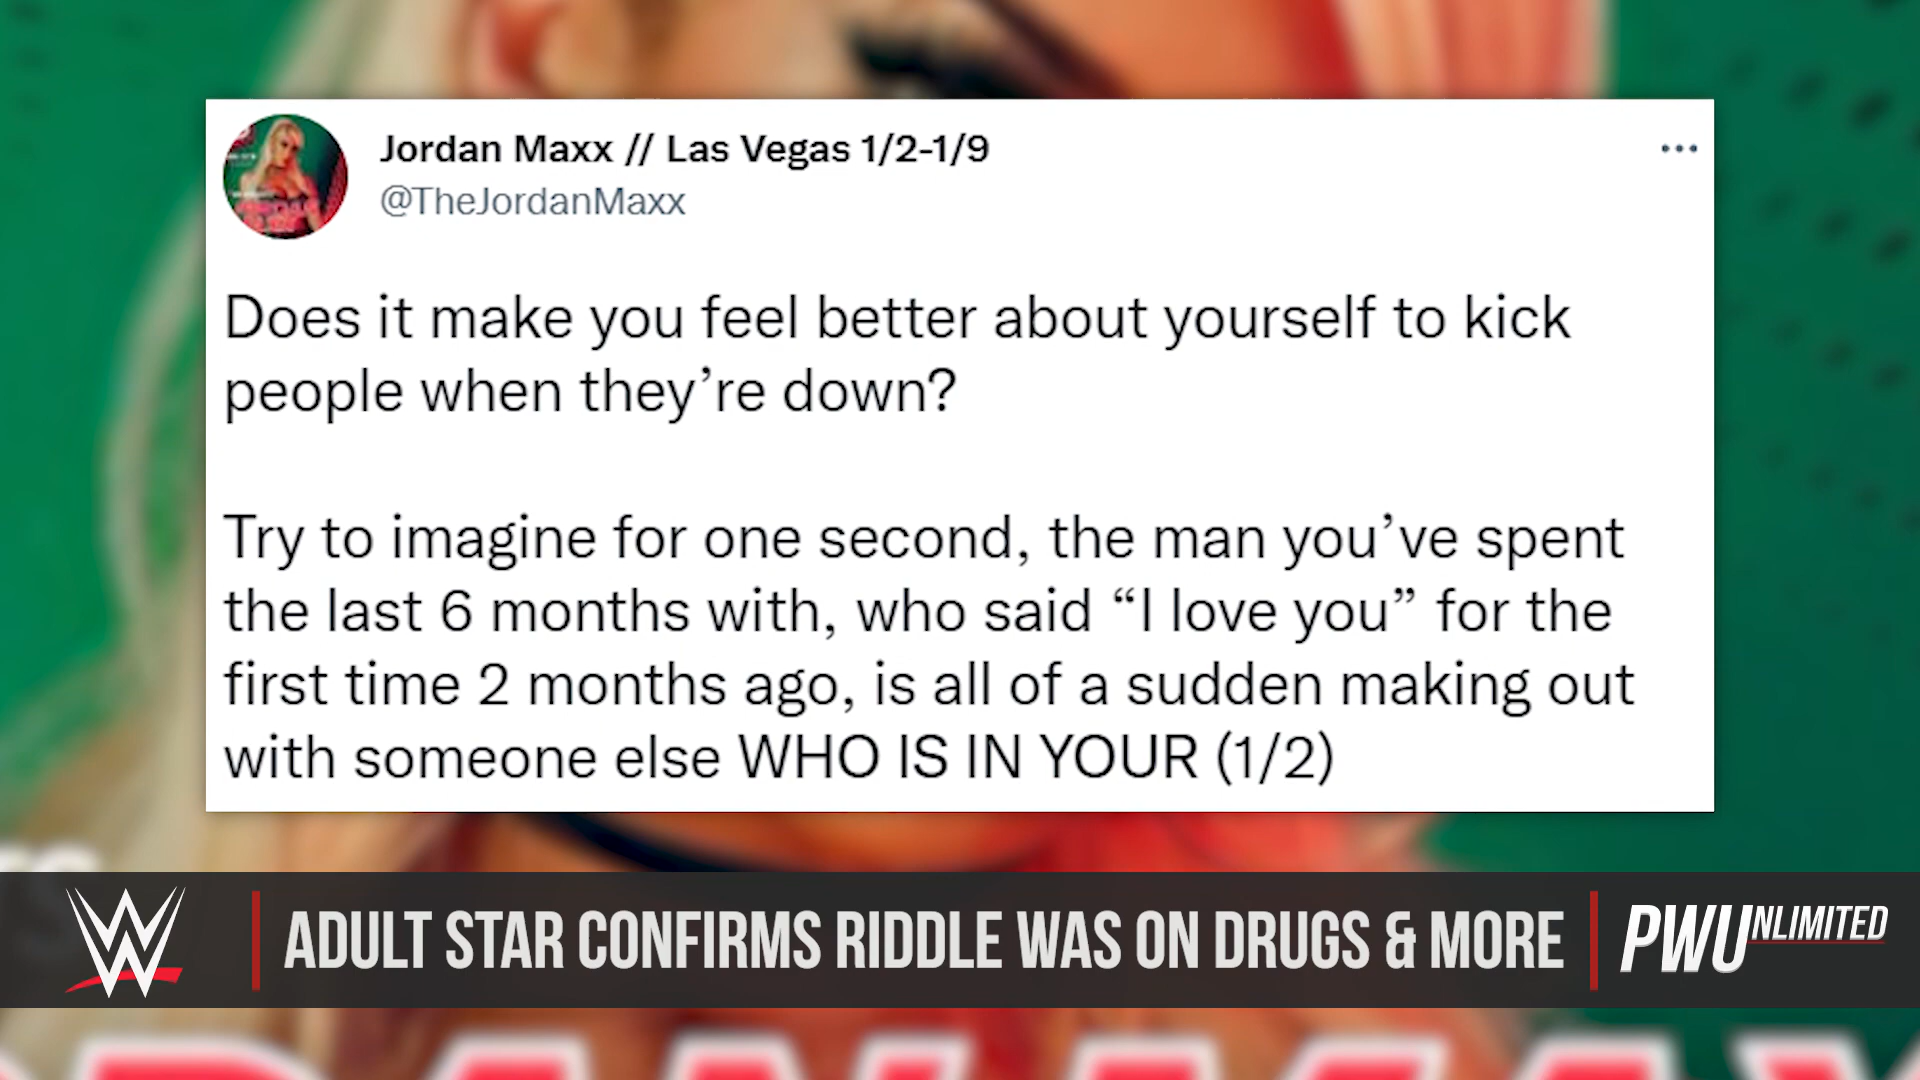 Jordan Maxx // Las Vegas 1/2-1/9
@TheJordanMaxx
Does it make you feel better about yourself to kick
people when they’re down?
Try to imagine for one second, the man you’ve spent
the last 6 months with, who said “I love you” for the
first time 2 months ago, is all of a sudden making out
with someone else WHO IS IN YOUR (1/2)
W
ADULT STAR CONFIRMS RIDDLE WAS ON DRUGS & MORE
PWUNLIMITED